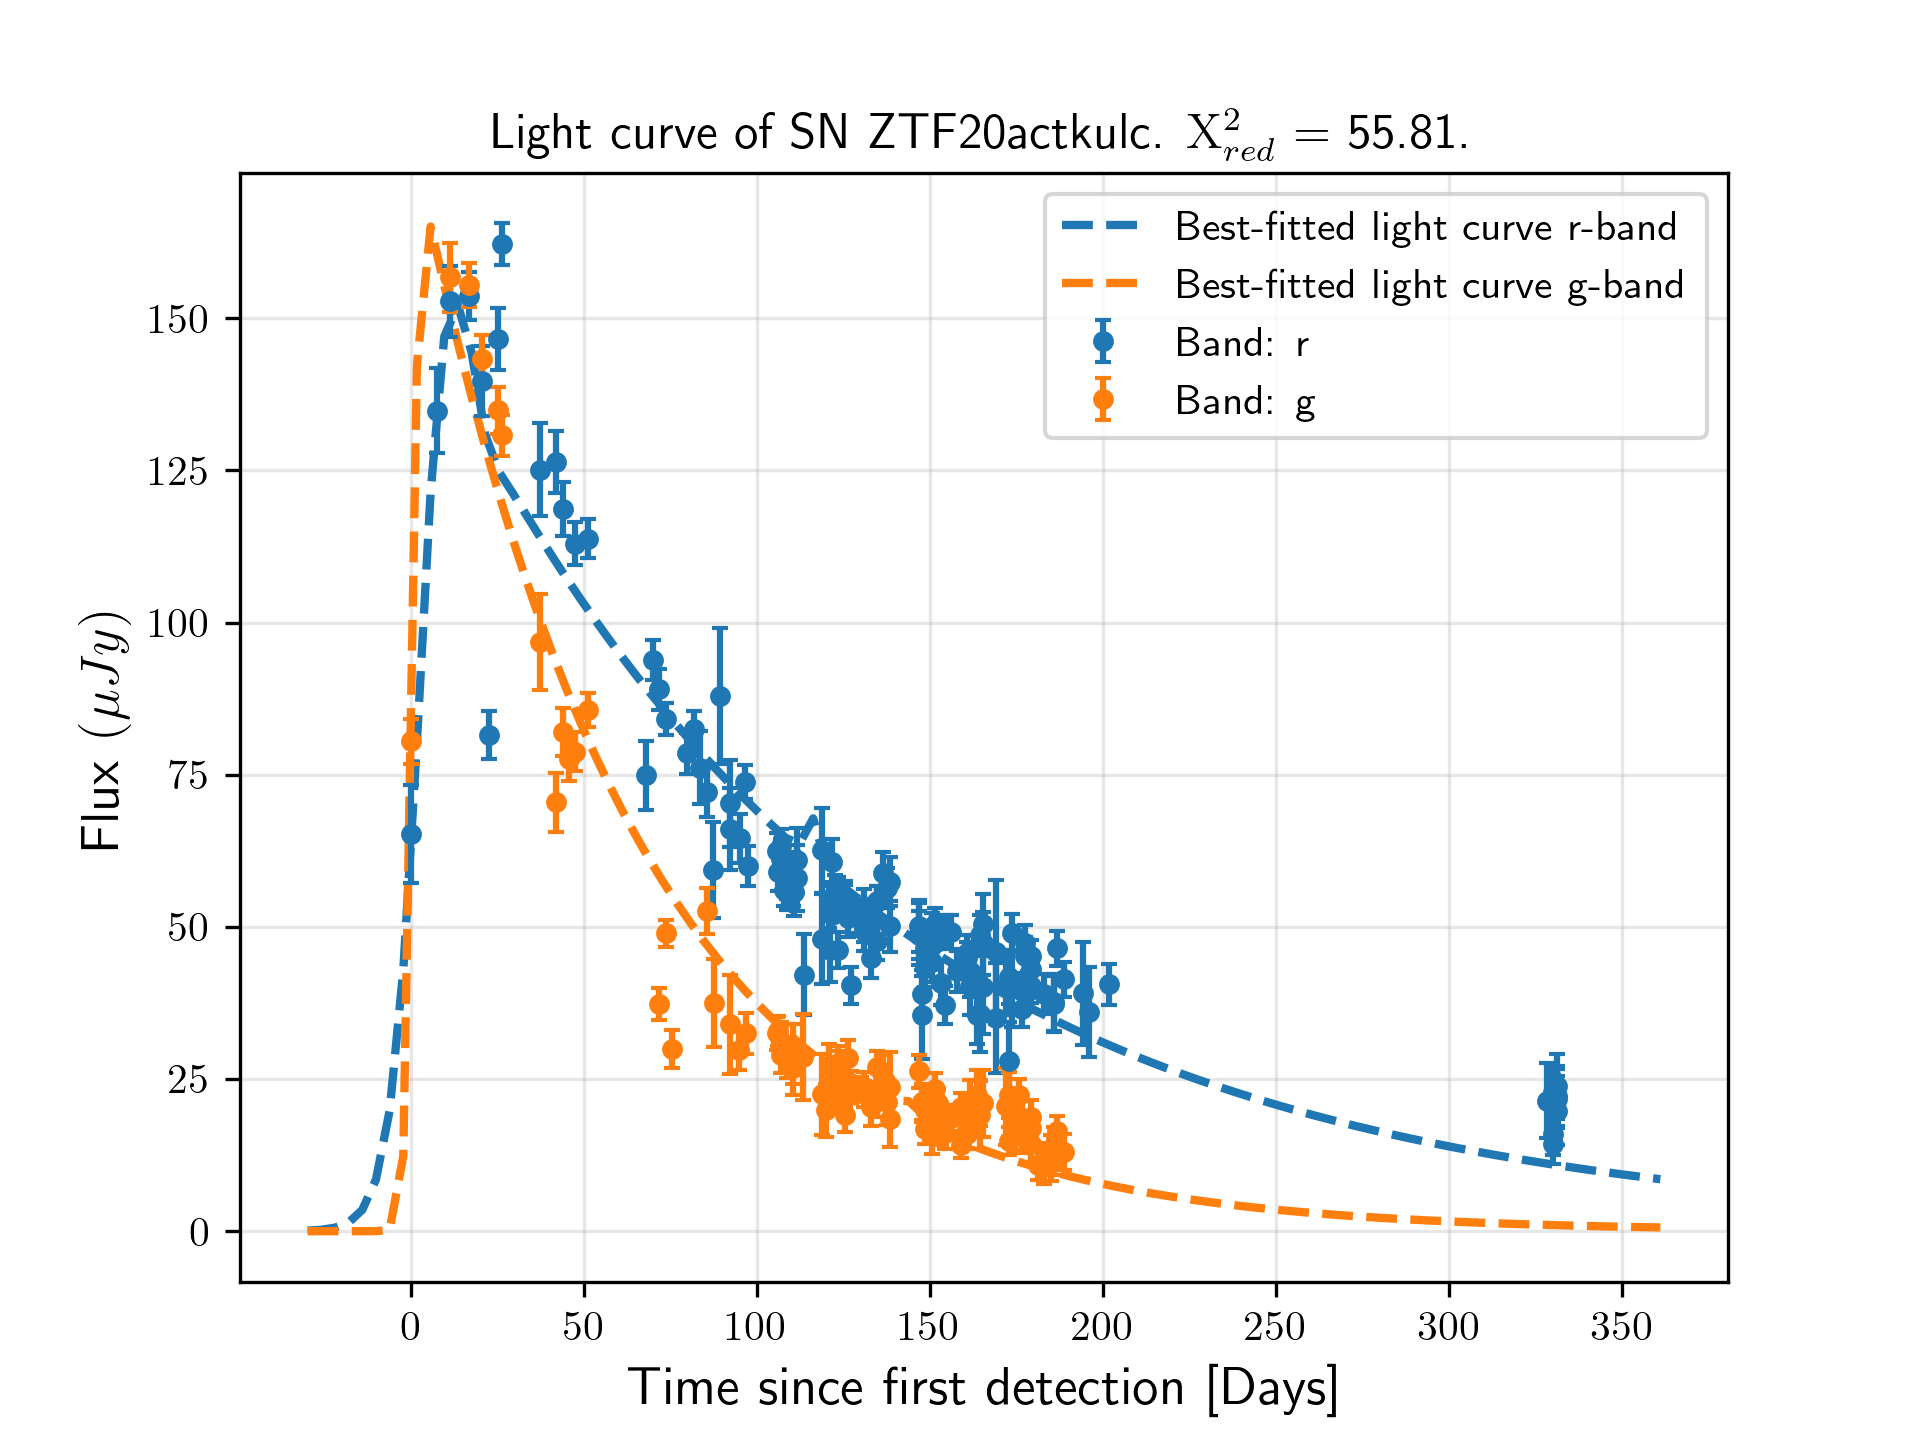 Light curve of SN ZTF20actkulc. X²_red = 55.81.
Best-fitted light curve r-band
Best-fitted light curve g-band
Band: r
Band: g
Flux (μJy)
150
125
100
75
50
25
0
0 50 100 150 200 250 300 350
Time since first detection [Days]